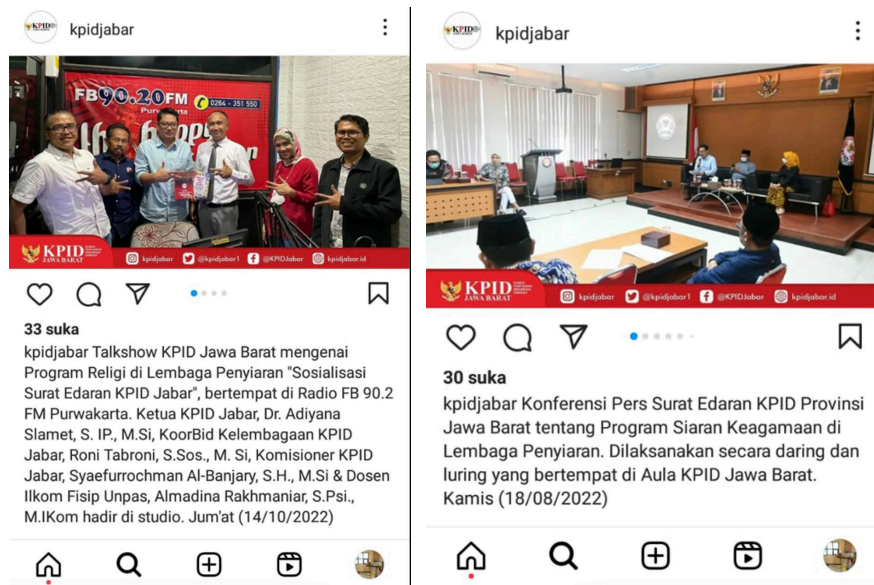 kpidjabar
FB90.20FM
0264 - 351 550
Purwakarta
KPID
JAWA BARAT
kpidjabar
@kpidjabar1
@KPIDJabar
kpidjabar.id
33 suka
kpidjabar Talkshow KPID Jawa Barat mengenai
Program Religi di Lembaga Penyiaran "Sosialisasi
Surat Edaran KPID Jabar", bertempat di Radio FB 90.2
FM Purwakarta. Ketua KPID Jabar, Dr. Adiyana
Slamet, S. IP., M.Si, KoorBid Kelembagaan KPID
Jabar, Roni Tabroni, S.Sos., M. Si, Komisioner KPID
Jabar, Syaefurrochman Al-Banjary, S.H., M.Si & Dosen
Ilkom Fisip Unpas, Almadina Rakhmaniar, S.Psi.,
M.IKom hadir di studio. Jum'at (14/10/2022)
kpidjabar
KPID
JAWA BARAT
kpidjabar
@kpidjabar1
@KPIDJabar
kpidjabar.id
30 suka
kpidjabar Konferensi Pers Surat Edaran KPID Provinsi
Jawa Barat tentang Program Siaran Keagamaan di
Lembaga Penyiaran. Dilaksanakan secara daring dan
luring yang bertempat di Aula KPID Jawa Barat.
Kamis (18/08/2022)